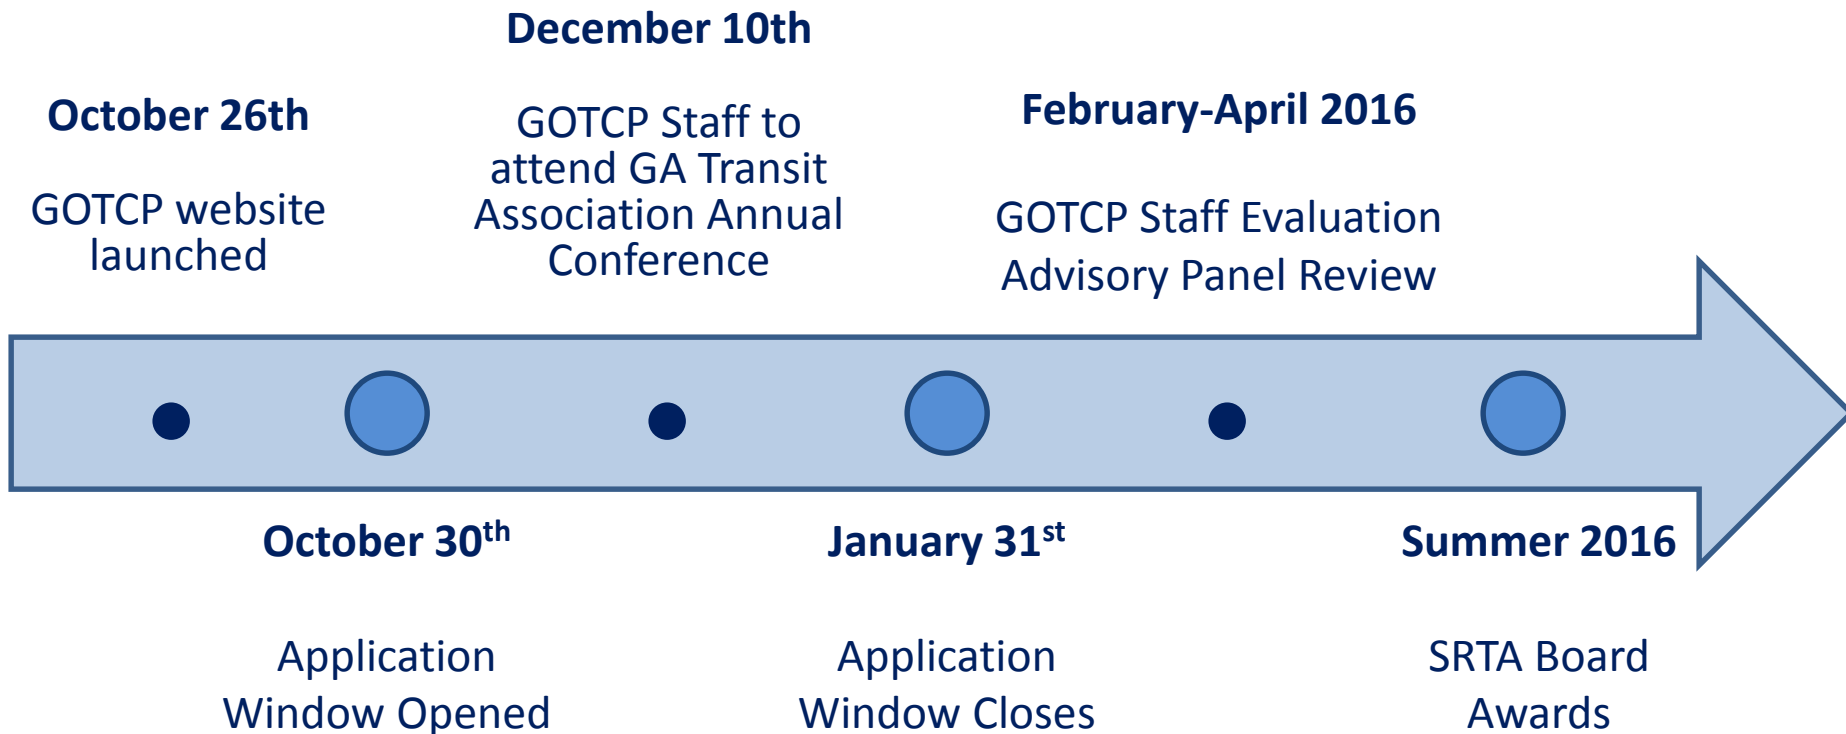 October 26th
GOTCP website
launched
December 10th
GOTCP Staff to
attend GA Transit
Association Annual
Conference
February-April 2016
GOTCP Staff Evaluation
Advisory Panel Review
October 30th
Application
Window Opened
January 31st
Application
Window Closes
Summer 2016
SRTA Board
Awards